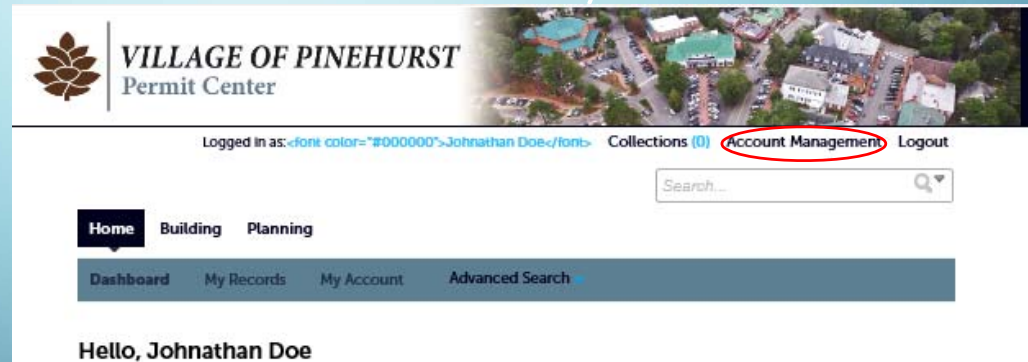 VILLAGE OF PINEHURST
Permit Center
Logged in as:<font color="#000000">Johnathan Doe</font> Collections (0) Account Management Logout
Search...
Home Building Planning
Dashboard My Records My Account Advanced Search
Hello, Johnathan Doe